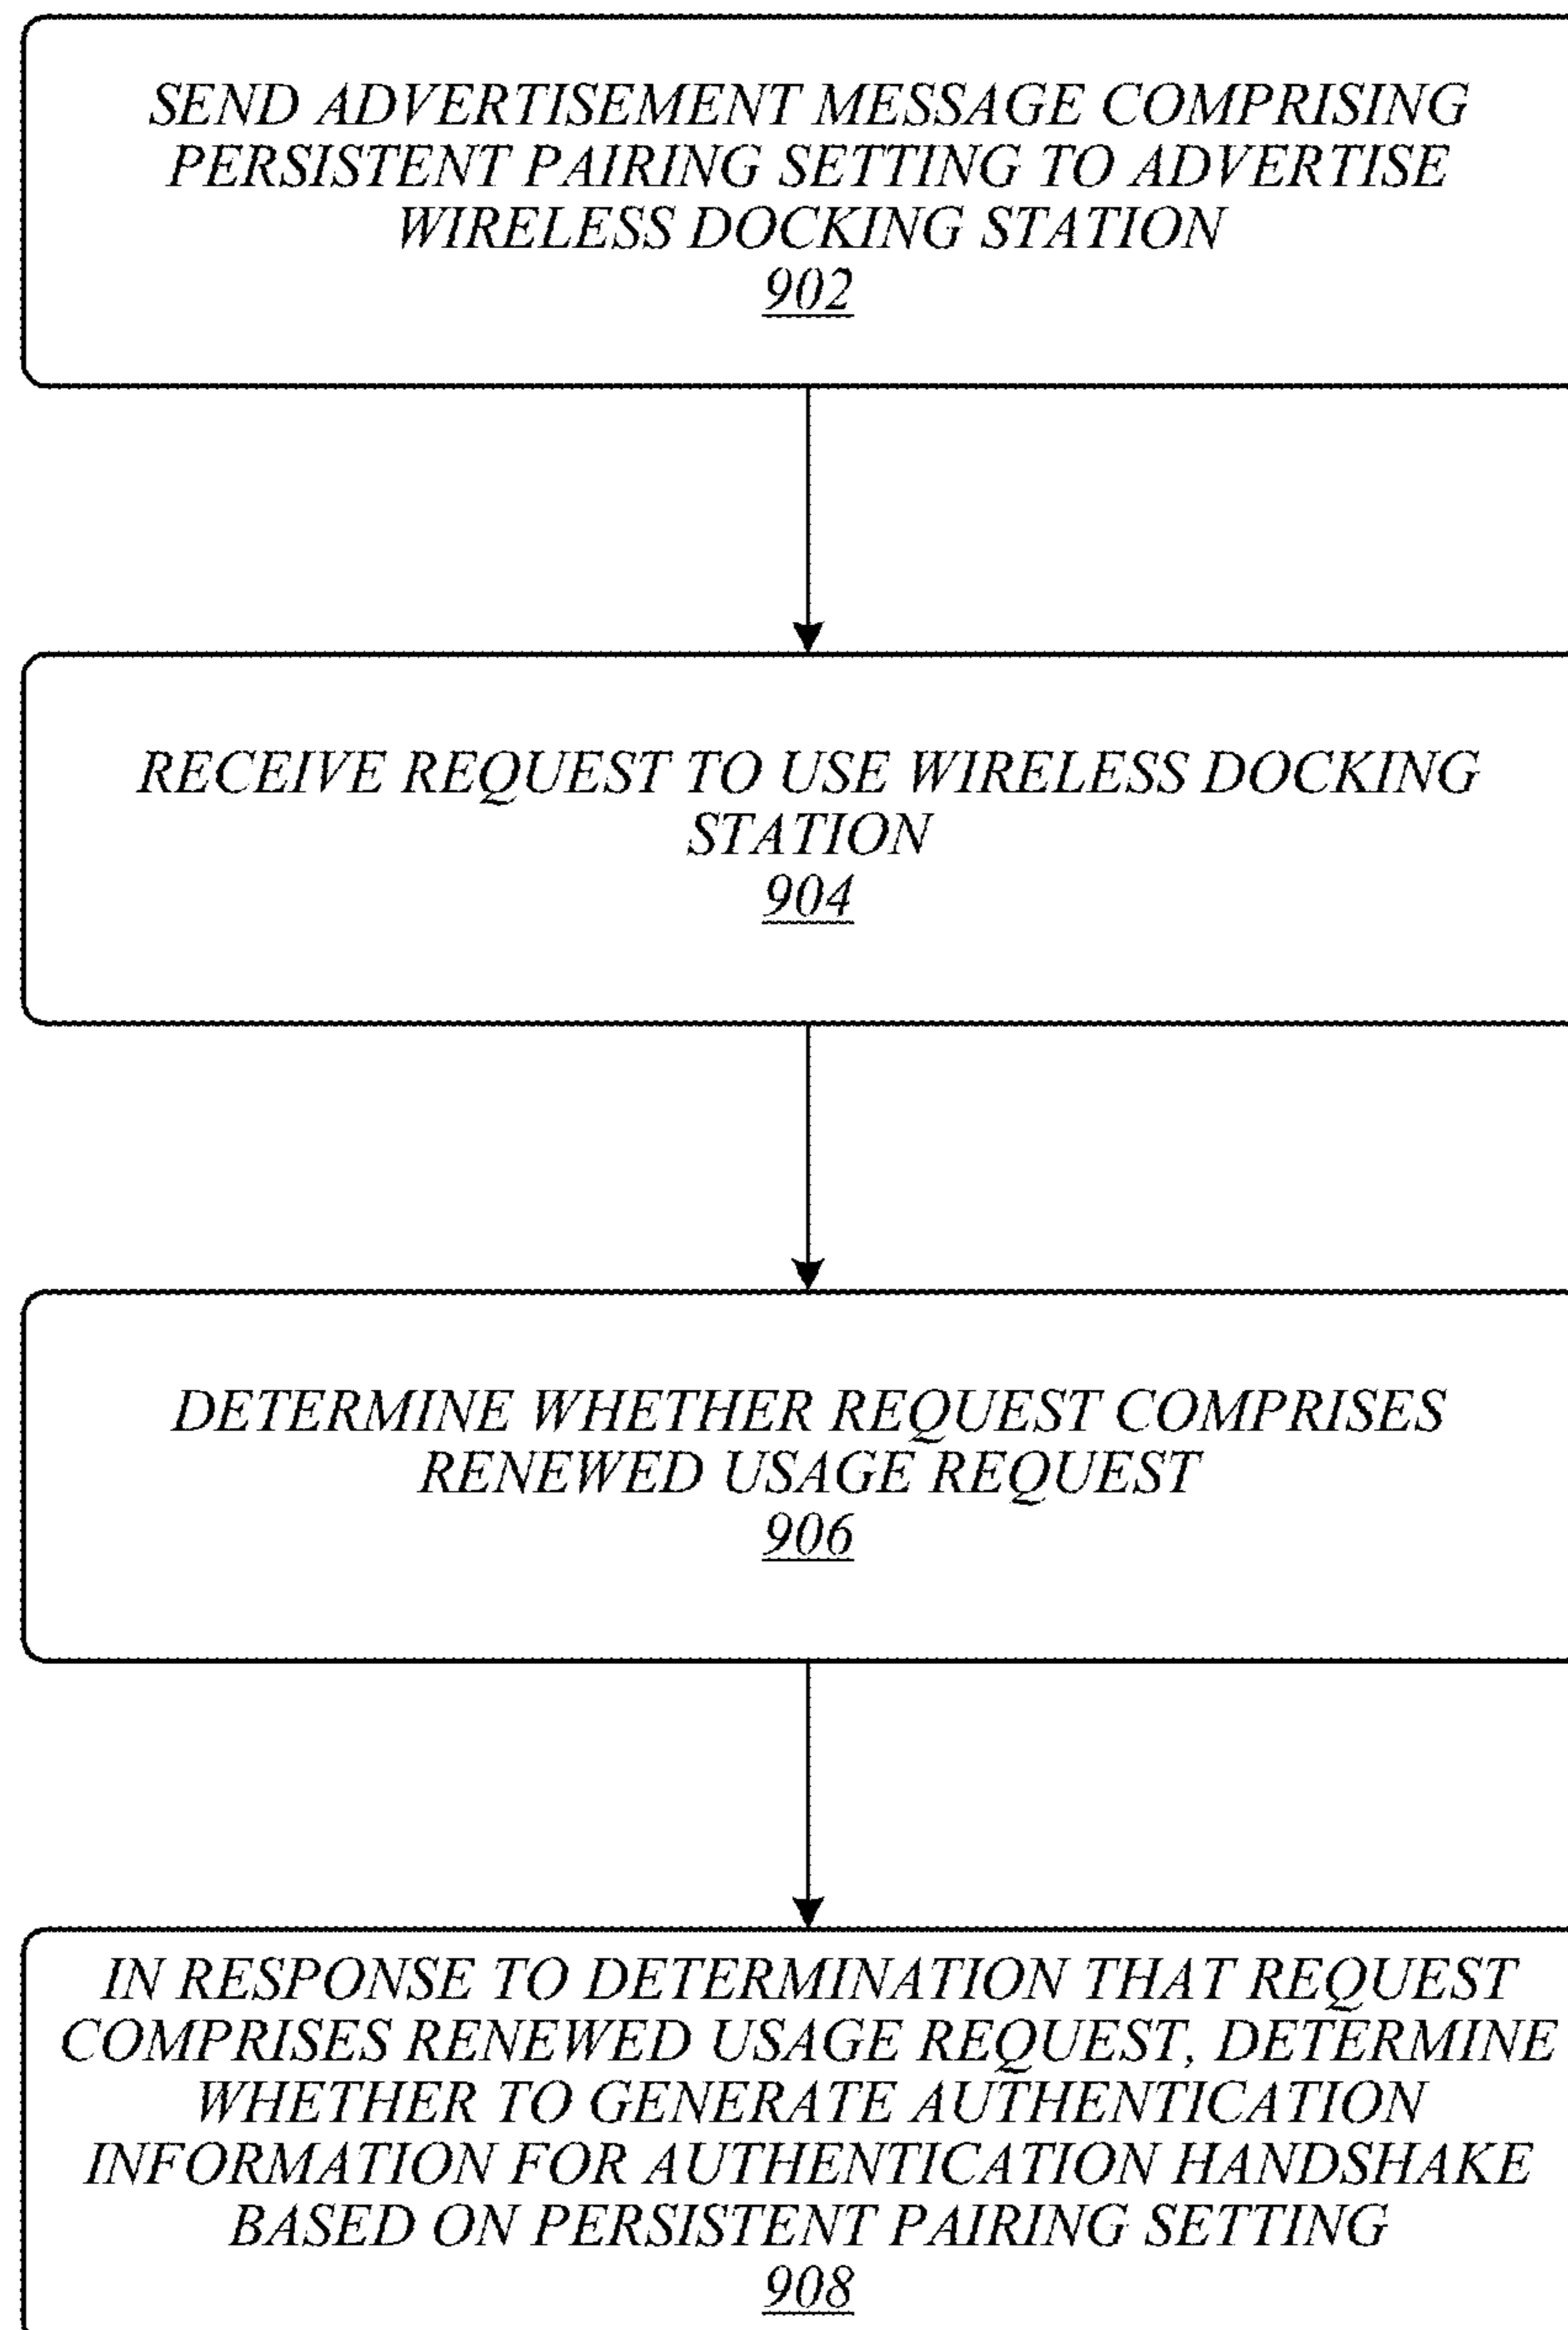 SEND ADVERTISEMENT MESSAGE COMPRISING
PERSISTENT PAIRING SETTING TO ADVERTISE
WIRELESS DOCKING STATION
902
RECEIVE REQUEST TO USE WIRELESS DOCKING
STATION
904
DETERMINE WHETHER REQUEST COMPRISES
RENEWED USAGE REQUEST
906
IN RESPONSE TO DETERMINATION THAT REQUEST
COMPRISES RENEWED USAGE REQUEST, DETERMINE
WHETHER TO GENERATE AUTHENTICATION
INFORMATION FOR AUTHENTICATION HANDSHAKE
BASED ON PERSISTENT PAIRING SETTING
908